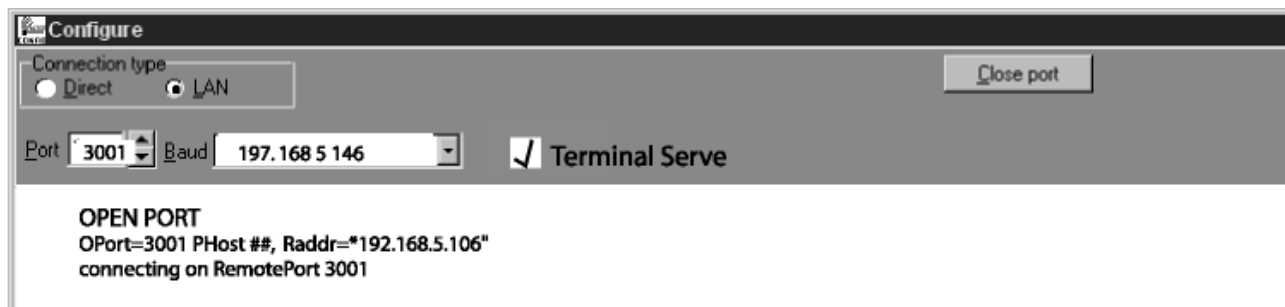 Configure
Connection type
Direct LAN
Close port
Port 3001 Baud 197.168 5 146 Terminal Serve
OPEN PORT
OPort=3001 PHost ##, Raddr=*192.168.5.106"
connecting on RemotePort 3001